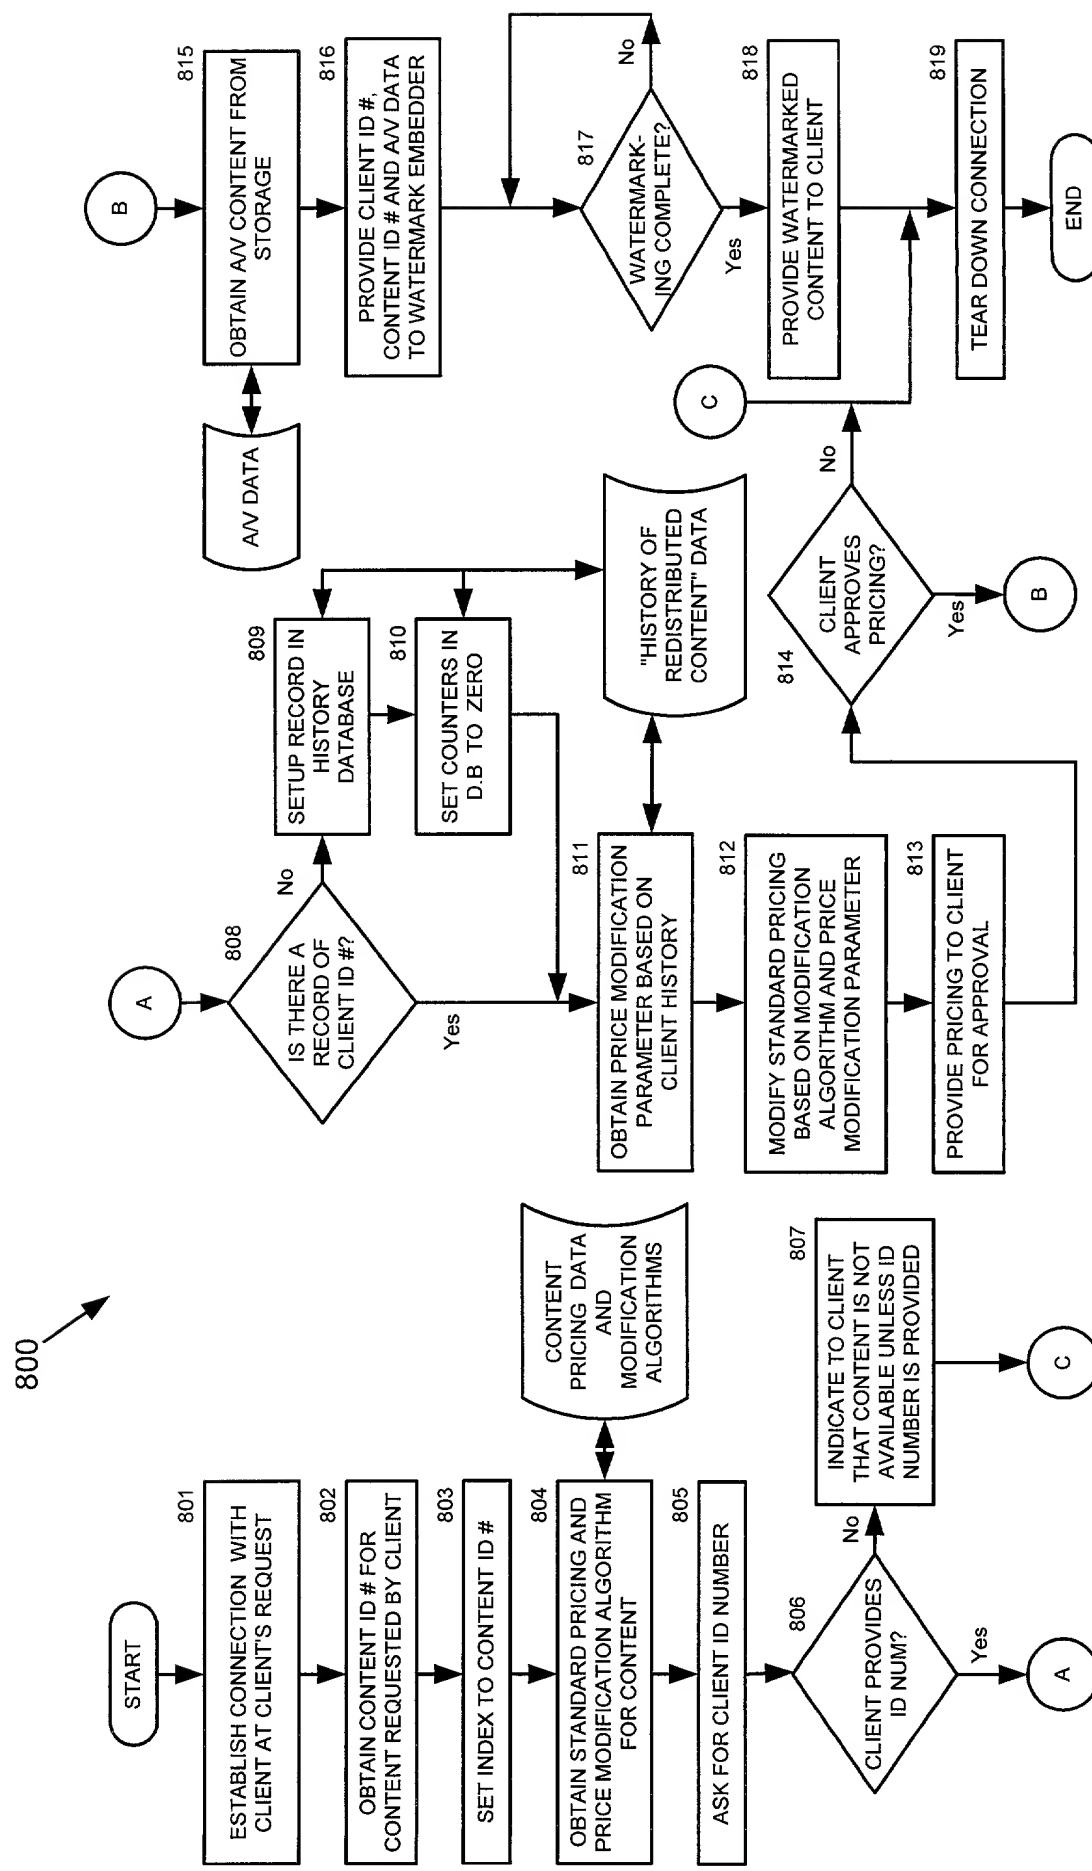 800
START
801
ESTABLISH CONNECTION WITH
CLIENT AT CLIENT'S REQUEST
802
OBTAIN CONTENT ID # FOR
CONTENT REQUESTED BY CLIENT
803
SET INDEX TO CONTENT ID #
804
OBTAIN STANDARD PRICING AND
PRICE MODIFICATION ALGORITHM
FOR CONTENT
CONTENT
PRICING DATA
AND
MODIFICATION
ALGORITHMS
805
ASK FOR CLIENT ID NUMBER
806
CLIENT PROVIDES
ID NUM?
No
Yes
807
INDICATE TO CLIENT
THAT CONTENT IS NOT
AVAILABLE UNLESS ID
NUMBER IS PROVIDED
A
C
A
808
IS THERE A
RECORD OF
CLIENT ID #?
No
Yes
809
SETUP RECORD IN
HISTORY
DATABASE
810
SET COUNTERS IN
D.B TO ZERO
811
OBTAIN PRICE MODIFICATION
PARAMETER BASED ON
CLIENT HISTORY
"HISTORY OF
REDISTRIBUTED
CONTENT" DATA
812
MODIFY STANDARD PRICING
BASED ON MODIFICATION
ALGORITHM AND PRICE
MODIFICATION PARAMETER
813
PROVIDE PRICING TO CLIENT
FOR APPROVAL
814
CLIENT
APPROVES
PRICING?
No
Yes
B
C
B
815
OBTAIN A/V CONTENT FROM
STORAGE
A/V DATA
816
PROVIDE CLIENT ID #,
CONTENT ID # AND A/V DATA
TO WATERMARK EMBEDDER
817
WATERMARK-
ING COMPLETE?
No
Yes
818
PROVIDE WATERMARKED
CONTENT TO CLIENT
819
TEAR DOWN CONNECTION
END